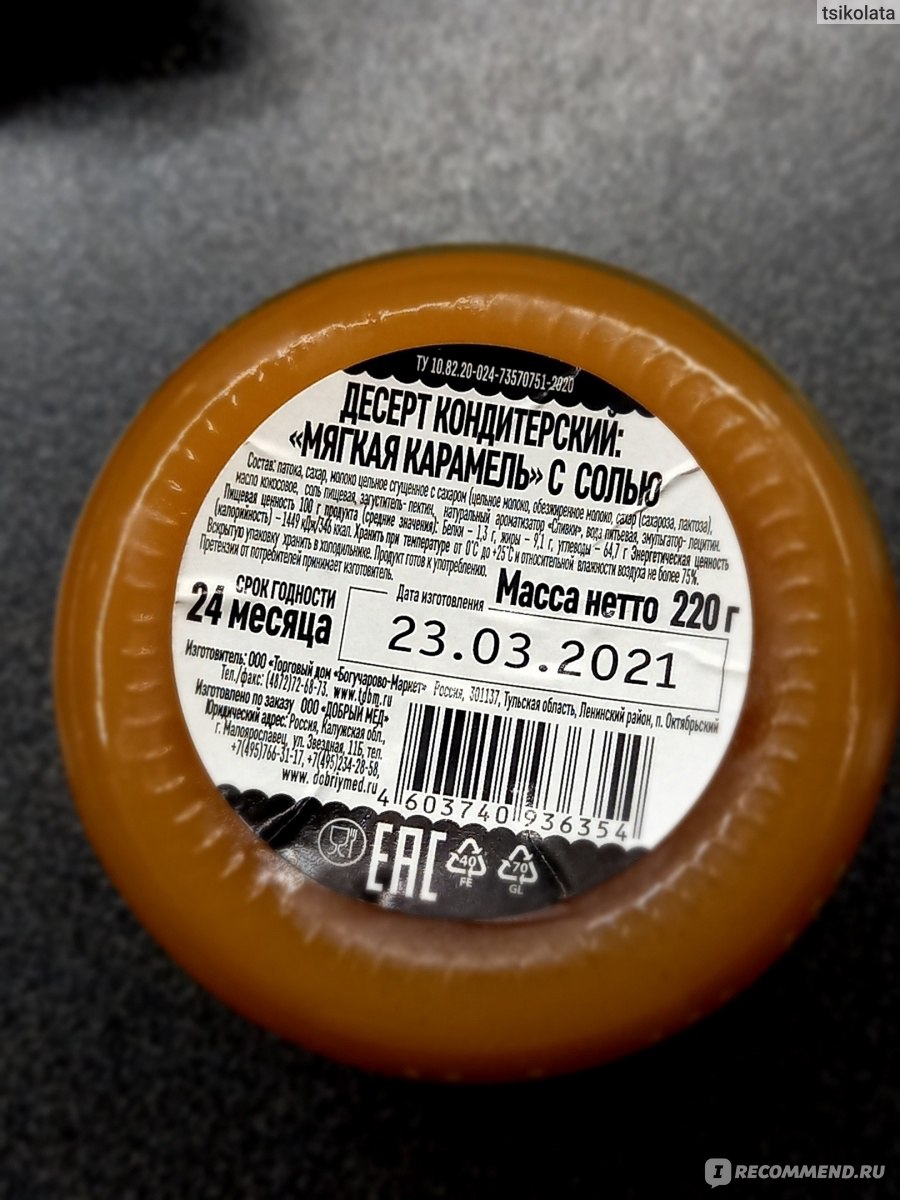 tsikolata
ТУ 10.82.20-024-73570751-2020
ДЕСЕРТ КОНДИТЕРСКИЙ:
«МЯГКАЯ КАРАМЕЛЬ» С СОЛЬЮ
Состав: патока, сахар, молоко цельное сгущенное с сахаром (цельное молоко, обезжиренное молоко, сахар (сахароза, лактоза),
масло кокосовое, соль пищевая, загуститель-пектин, натуральный ароматизатор «Сливки», вода питьевая, эмульгатор- лецитин.
Пищевая ценность 100 г продукта (средние значения): Белки – 1,3 г, жиры – 9,1 г, углеводы – 64,7 г Энергетическая ценность
(калорийность) – 1449 кДж/346 ккал. Хранить при температуре от 0°С до +25°С и относительной влажности воздуха не более 75%.
Вскрытую упаковку хранить в холодильнике. Продукт готов к употреблению.
Претензии от потребителей принимает изготовитель.
СРОК ГОДНОСТИ
24 месяца
Дата изготовления
Масса нетто 220 г
23.03.2021
Изготовитель: ООО «Торговый дом «Богучарово-Маркет» Россия, 301137, Тульская область, Ленинский район, п. Октябрьский
Тел./факс: (4872)72-68-73. www.tdbm.ru
Изготовлено по заказу ООО «ДОБРЫЙ МЕД»
Юридический адрес: Россия, Калужская обл.,
г. Малоярославец, ул. Звездная, 11Б, тел.
+7(495)766-31-17, +7(495)234-28-58,
www. dobriymed.ru
4 603740 936354
EAC
40
FE
70
GL
IRECOMMEND.RU